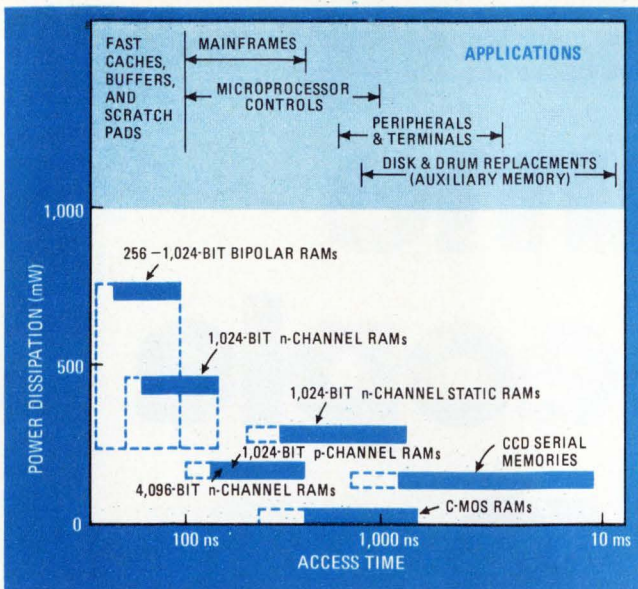 FAST
CACHES,
BUFFERS,
AND
SCRATCH
PADS
MAINFRAMES
APPLICATIONS
MICROPROCESSOR
CONTROLS
PERIPHERALS
& TERMINALS
DISK & DRUM REPLACEMENTS
(AUXILIARY MEMORY)
1,000
256 –1,024-BIT BIPOLAR RAMs
1,024-BIT n-CHANNEL RAMs
500
1,024-BIT n-CHANNEL STATIC RAMs
1,024-BIT p-CHANNEL RAMs
CCD SERIAL
MEMORIES
4,096-BIT n-CHANNEL RAMs
C-MOS RAMs
0
POWER DISSIPATION (mW)
100 ns
1,000 ns
10 ms
ACCESS TIME